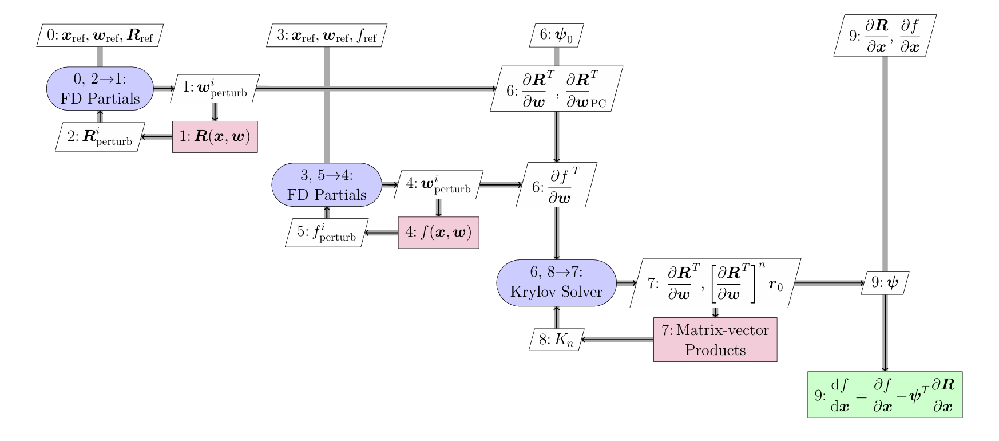 0: 𝒙_ref, 𝒘_ref, 𝑹_ref
3: 𝒙_ref, 𝒘_ref, f_ref
6: 𝝍_0
9: ∂𝑹/∂𝒙, ∂f/∂𝒙
0, 2→1:
FD Partials
1: 𝒘^i_perturb
6: ∂𝑹/∂𝒘^T, ∂𝑹/∂𝒘^T_PC
2: 𝑹^i_perturb
1: 𝑹(𝒙, 𝒘)
3, 5→4:
FD Partials
4: 𝒘^i_perturb
6: ∂f/∂𝒘^T
5: f^i_perturb
4: f(𝒙, 𝒘)
6, 8→7:
Krylov Solver
7: ∂𝑹/∂𝒘^T, [∂𝑹/∂𝒘^T]^n 𝒓_0
9: 𝝍
8: K_n
7: Matrix-vector
Products
9: df/d𝒙 = ∂f/∂𝒙 − 𝝍^T ∂𝑹/∂𝒙